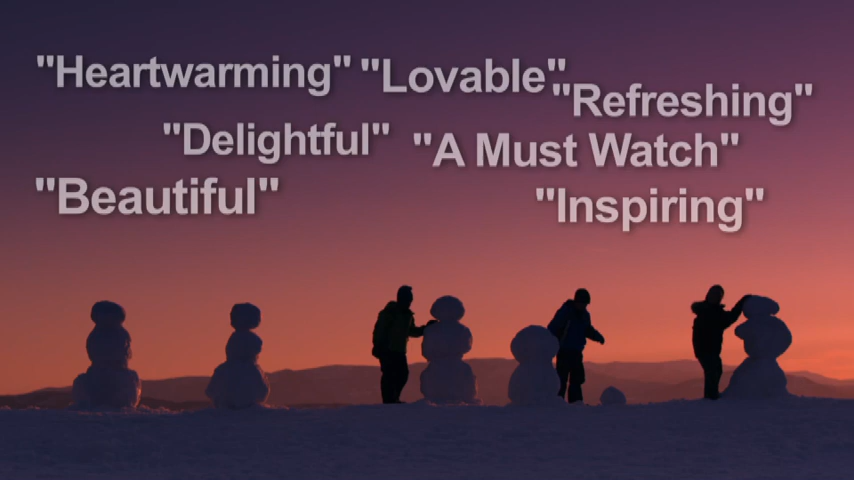 "Heartwarming" "Lovable"
"Refreshing"
"Delightful" "A Must Watch"
"Beautiful" "Inspiring"